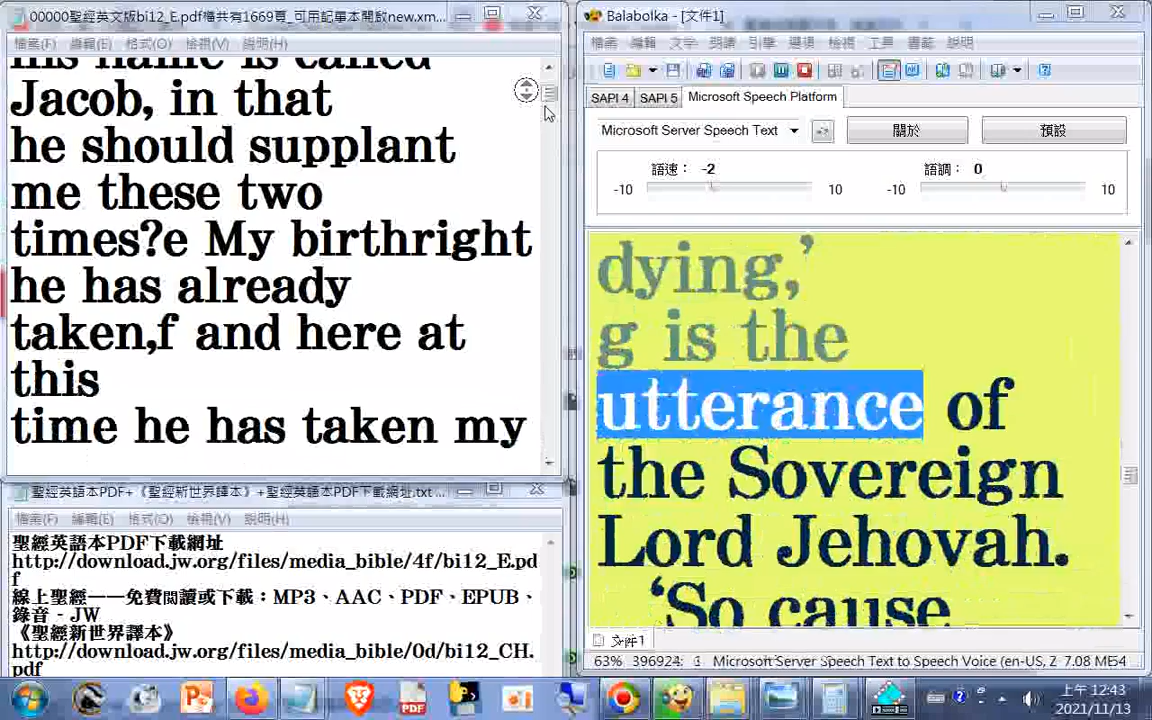 00000聖經英文版bi12_E.pdf檔共有1669頁_可用記事本開啟new.xm...
檔案(F) 編輯(E) 格式(O) 檢視(V) 說明(H)
his name is called
Jacob, in that
he should supplant
me these two
times?e My birthright
he has already
taken,f and here at
this
time he has taken my
聖經英語本PDF+《聖經新世界譯本》+聖經英語本PDF下載網址.txt ...
檔案(F) 編輯(E) 格式(O) 檢視(V) 說明(H)
聖經英語本PDF下載網址
http://download.jw.org/files/media_bible/4f/bi12_E.pd
f
線上聖經——免費閱讀或下載：MP3、AAC、PDF、EPUB、
錄音 - JW
《聖經新世界譯本》
http://download.jw.org/files/media_bible/0d/bi12_CH.
pdf
Balabolka - [文件1]
檔案 編輯 文字 朗讀 引擎 選項 檢視 工具 書籤 說明
SAPI 4 SAPI 5 Microsoft Speech Platform
Microsoft Server Speech Text
關於 預設
語速： -2 語調： 0
-10 10 -10 10
dying,’
g is the
utterance of
the Sovereign
Lord Jehovah.
‘So cause
文件1
63% 396924: 1 Microsoft Server Speech Text to Speech Voice (en-US, Z 7.08 ME54
PDF
上午 12:43
2021/11/13